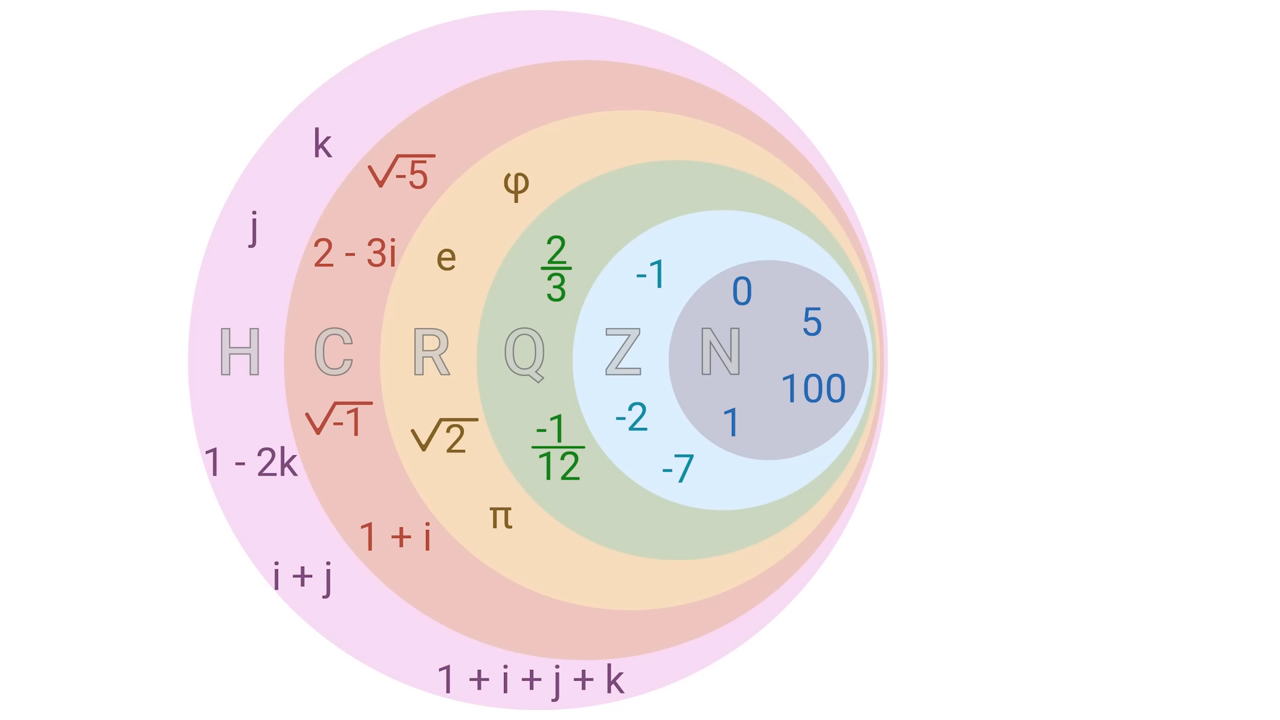 k
√-5
φ
j
2 - 3i
e
2/3
-1
0
5
H C R Q Z N
100
√-1
√2
-1/12
-2
1
1 - 2k
-7
π
1 + i
i + j
1 + i + j + k